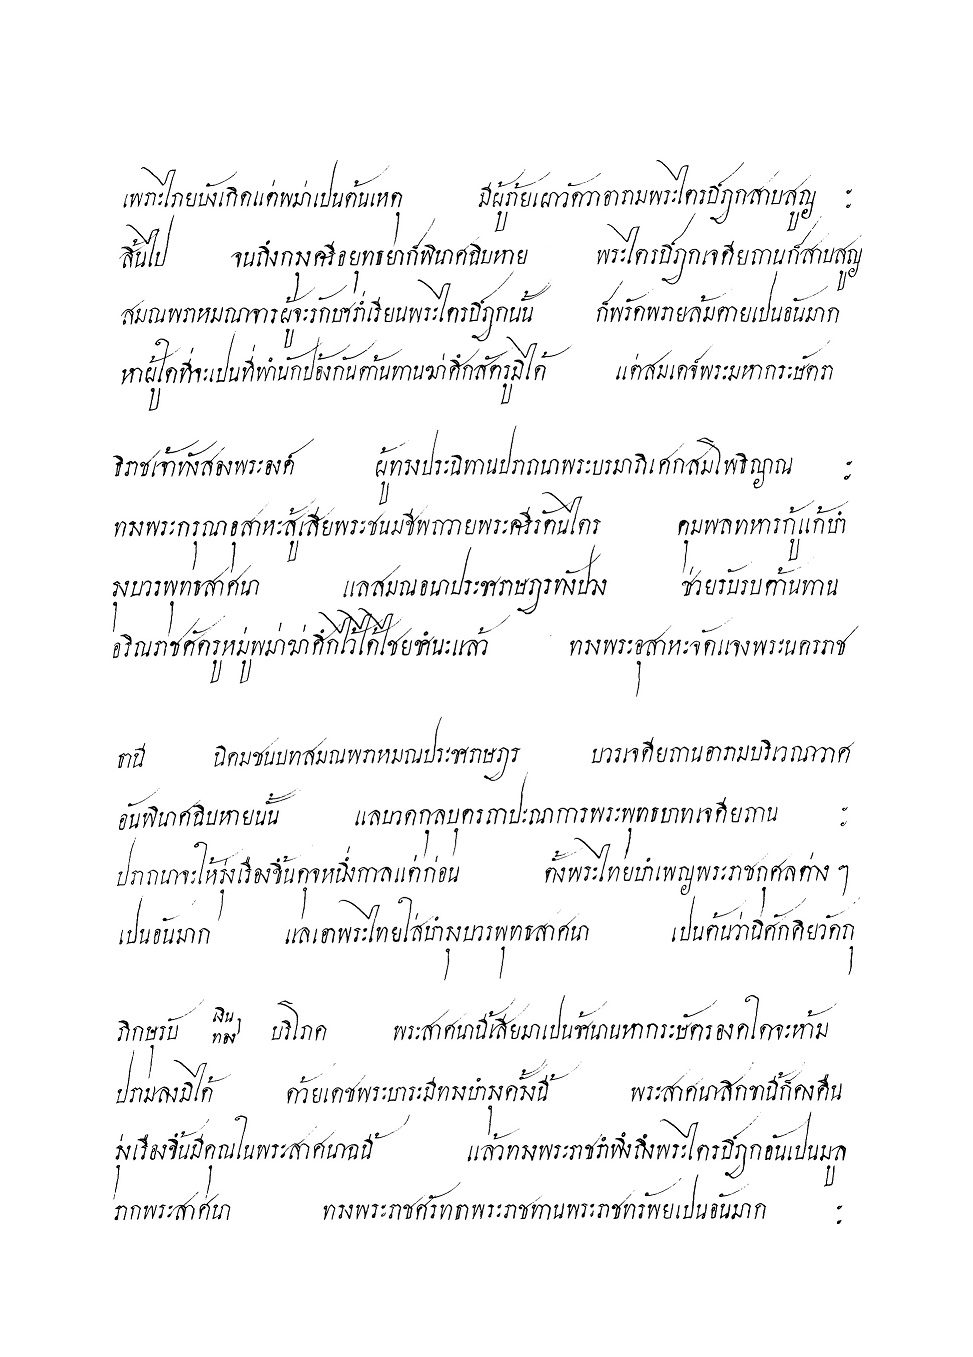 เพราะไภยบังเกิดแต่พม่าเปนต้นเหตุ มีผู้ภัยเผาวัดวาอารามพระไตรปิฎกสาบสูญ ะ
สิ้นไป จนถึงกรุงศรีอยุทธยาก็พินาศฉิบหาย พระไตรปิฎกเจดียถานก็สาบสูญ
สมณพราหมณาจารผู้จะรักษร่ำเรียนพระไตรปิฎกนนั้น ก็พรัดพรายล้มตายเปนอันมาก
หาผู้ใดที่จะเปนที่พำนักป้องกันต้านทานฆ่าศึกสัตรูมิได้ แต่สมเดจ์พระมหากระษัตรา
ธิราชเจ้าทังสองพระองค์ ผู้ทรงประนิทานปรารถนาพระบรมาภิเศกสมโพธิญาณ ะ
ทรงพระกรุณาอุสาหะสู้เสียพระชนมชีพถวายพระศรีรัตนไตร คุมพลทหารกู้แก้บำ
รุงบวรพุทธสาศนา แลสมณอนาประชาราษฎรทังปวง ช่วยรับรบต้านทาน
อริณราชศัตรูหมู่พม่าฆ่าศึกไว้ได้ไชยชำนะแล้ว ทรงพระอุสาหะจัดแจงพระนครราช
ธานี นิคมชนบทสมณพราหมณประชาราษฎร บวรเจดียถานอารามบริเวณาวาศ
อันพินาศฉิบหายนนั้น แลบวดกุลบุตรถาปะณาการพระพุทธบาทเจดียถาน ะ
ปรารถนาจะให้รุ่งเรืองขึ้นดุจหนึ่งกาลแต่ก่อน ตั้งพระไทยบำเพญพระราชกุศลต่าง ๆ
เปนอันมาก แลเอาพระไทยใส่บำรุงบวรพุทธสาศนา เปนต้นว่านิศักคิยวัดถุ
ภิกษุรับ เงิน ทอง บริโภค พระสาศนานี้เสียมาเปนช้านานหากระษัตรองคใดจะห้าม
ปรามลงมิได้ ด้วยเดชพระบาระมีทรงบำรุงครั้งนี้ พระสาศนาสิกขานี้ก็คงคืน
รุ่งเรืองขึ้นมีคุณในพระสาศนาฉนี้ แล้วทรงพระราชรำพึงถึงพระไตรปิฎกอันเปนมูล
รากพระสาศนา ทรงพระราชศรัทธาพระราชทานพระราชทรัพยเปนอันมาก ะ